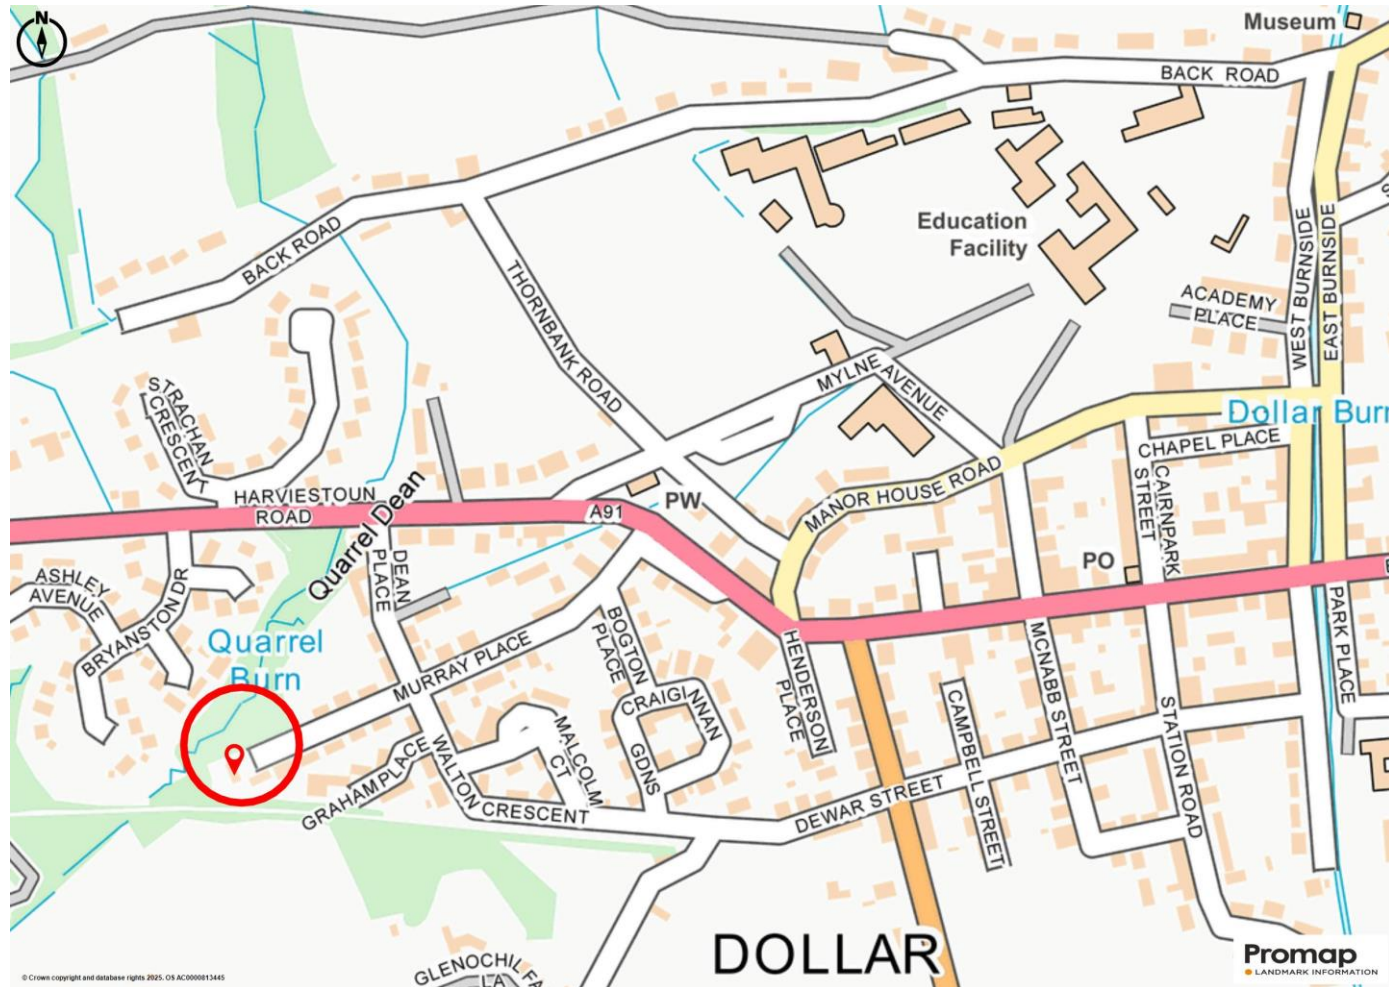 N
Museum
BACK ROAD
Education
Facility
BACK ROAD
THORNBANK ROAD
WEST BURNSIDE
EAST BURNSIDE
ACADEMY
PLACE
MYLNE AVENUE
STRACHAN
CRESCENT
Dollar Burn
CHAPEL PLACE
CAIRNPARK
STREET
HARVIESTOUN
ROAD
Quarrel Dean
A91
PW
MANOR HOUSE ROAD
PO
ASHLEY
AVENUE
BRYANSTON DR
DEAN
PLACE
Quarrel
Burn
MURRAY PLACE
BOGTON
PLACE
CRAIGINNAN
GDNS
HENDERSON
PLACE
MCNABB STREET
PARK PLACE
CAMPBELL STREET
STATION ROAD
GRAHAM PLACE
WALTON
CRESCENT
MALCOLM
CT
DEWAR STREET
DOLLAR
GLENOCHIL
LA
Promap
LANDMARK INFORMATION
© Crown copyright and database rights 2025. OS AC0000813445